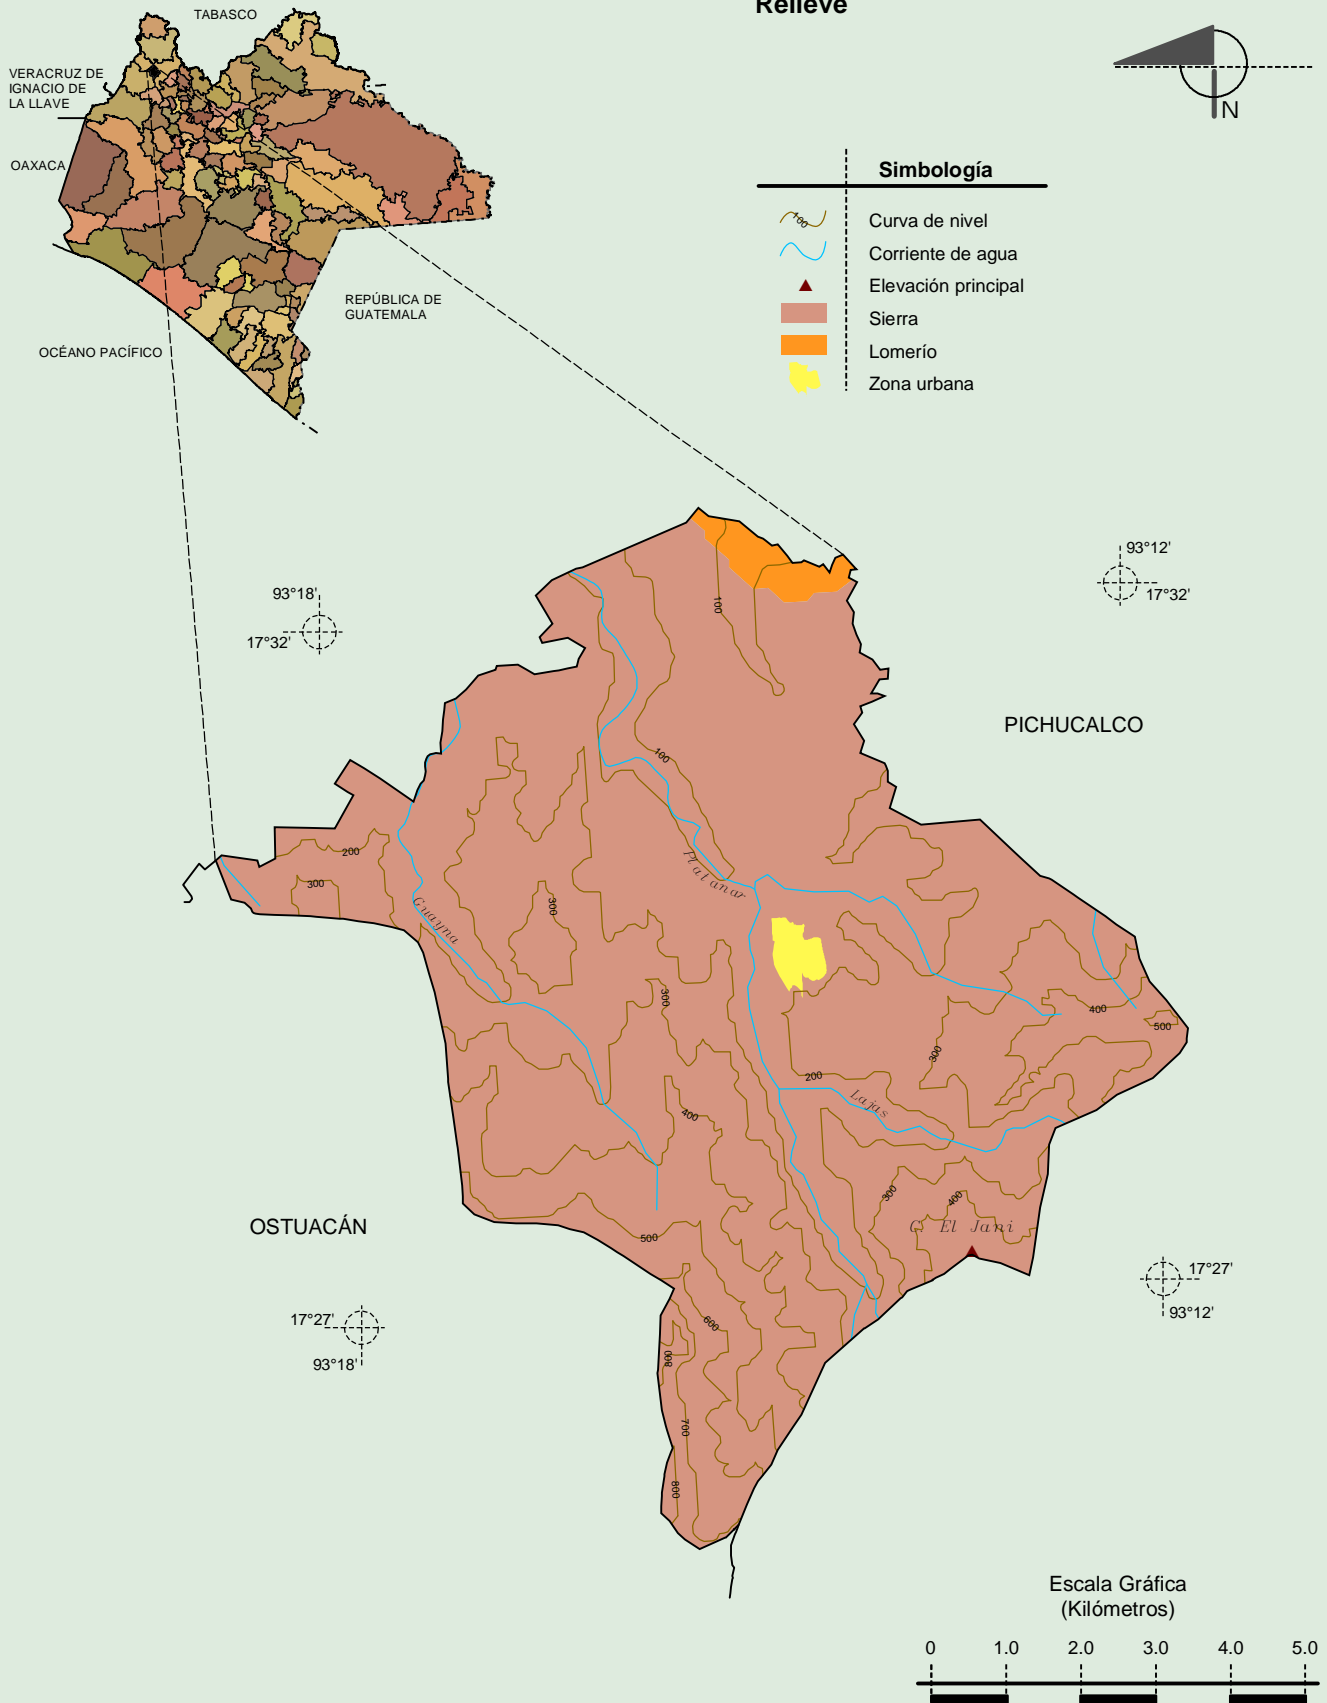 Relieve
TABASCO
VERACRUZ DE
IGNACIO DE
LA LLAVE
OAXACA
REPÚBLICA DE
GUATEMALA
OCÉANO PACÍFICO
N
Simbología
100
Curva de nivel
Corriente de agua
Elevación principal
Sierra
Lomerío
Zona urbana
93°12'
17°32'
93°18'
17°32'
100
PICHUCALCO
100
200
300
Platanar
Guayna
300
300
400
500
300
200
Lajas
400
300
400
C. El Jani
OSTUACÁN
500
17°27'
93°12'
17°27'
93°18'
600
800
700
800
Escala Gráfica
(Kilómetros)
0 1.0 2.0 3.0 4.0 5.0